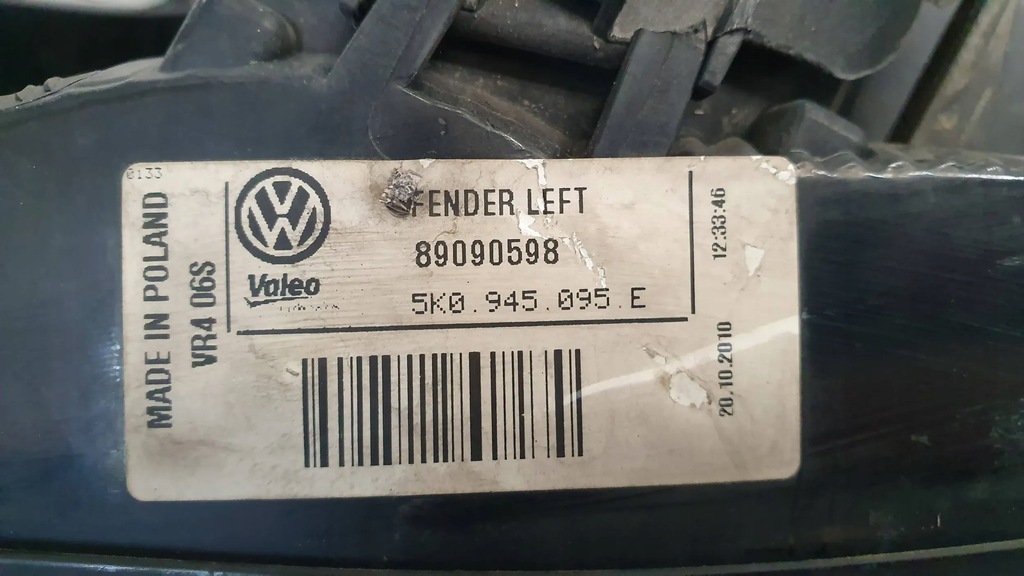 0133
MADE IN POLAND
VR4 06S
VW
Valeo
FENDER LEFT
89090598
5K0.945.095.E
12:33:46
20.10.2010